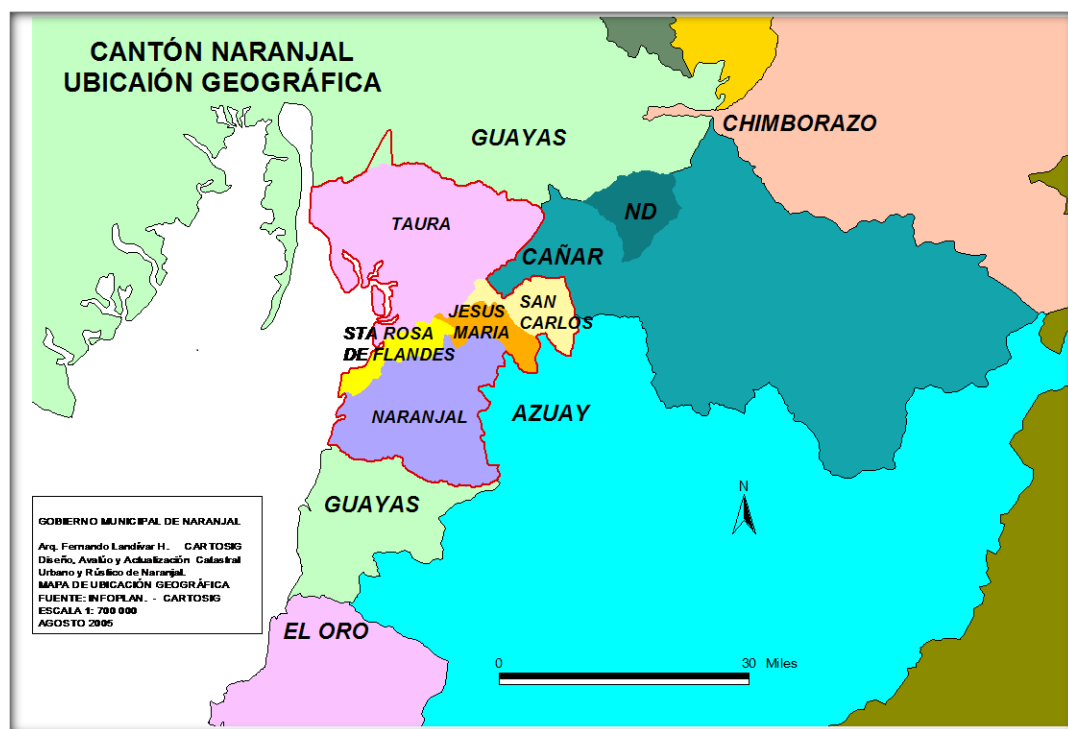 CANTÓN NARANJAL
UBICAIÓN GEOGRÁFICA
GUAYAS
CHIMBORAZO
TAURA
ND
CAÑAR
JESUS
MARIA
SAN
CARLOS
STA ROSA
DE FLANDES
NARANJAL
AZUAY
GUAYAS
N
GOBIERNO MUNICIPAL DE NARANJAL
Arq. Fernando Landívar H. CARTOSIG
Diseño, Avalúo y Actualización Catastral
Urbano y Rústico de Naranjal.
MAPA DE UBICACIÓN GEOGRÁFICA
FUENTE: INFOPLAN. - CARTOSIG
ESCALA 1: 700 000
AGOSTO 2005
EL ORO
0 30 Miles